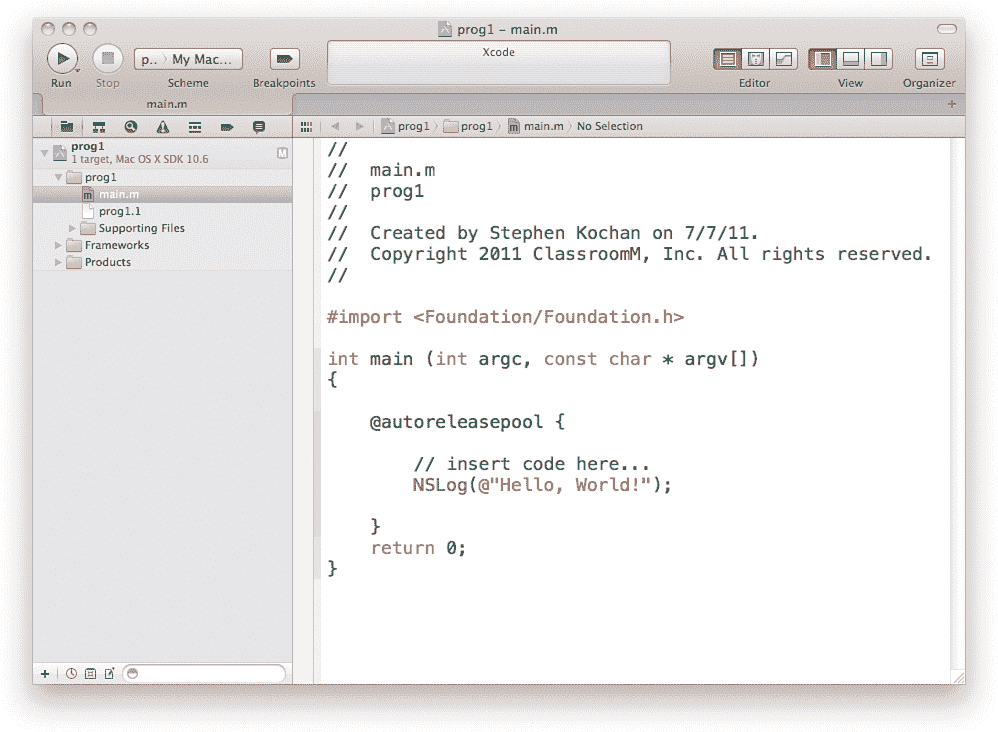 prog1 – main.m
p.. 〉 My Mac...
Xcode
Run
Stop
Scheme
Breakpoints
Editor
View
Organizer
main.m
prog1 〉 prog1 〉 m main.m 〉 No Selection
prog1
1 target, Mac OS X SDK 10.6
M
prog1
m main.m
prog1.1
Supporting Files
Frameworks
Products
//
//  main.m
//  prog1
//
//  Created by Stephen Kochan on 7/7/11.
//  Copyright 2011 ClassroomM, Inc. All rights reserved.
//
#import <Foundation/Foundation.h>
int main (int argc, const char * argv[])
{
    @autoreleasepool {
        // insert code here...
        NSLog(@"Hello, World!");
    }
    return 0;
}